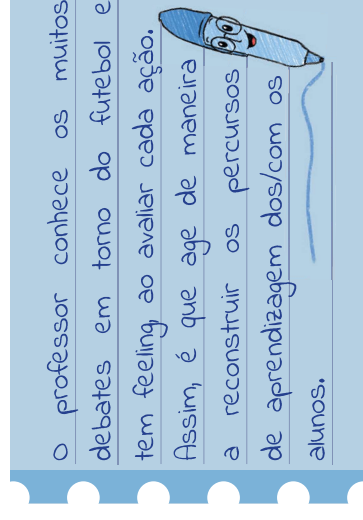 O professor conhece os muitos
debates em torno do futebol e
tem feeling, ao avaliar cada ação.
Assim, é que age de maneira
a reconstruir os percursos
de aprendizagem dos/com os
alunos.